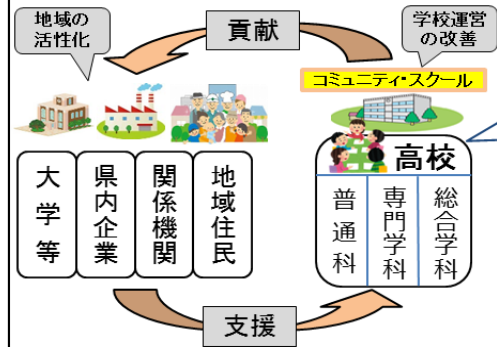 地域の
活性化
貢献
学校運営
の改善
コミュニティ・スクール
大学等
県内企業
関係機関
地域住民
高校
普通科
専門学科
総合学科
支援